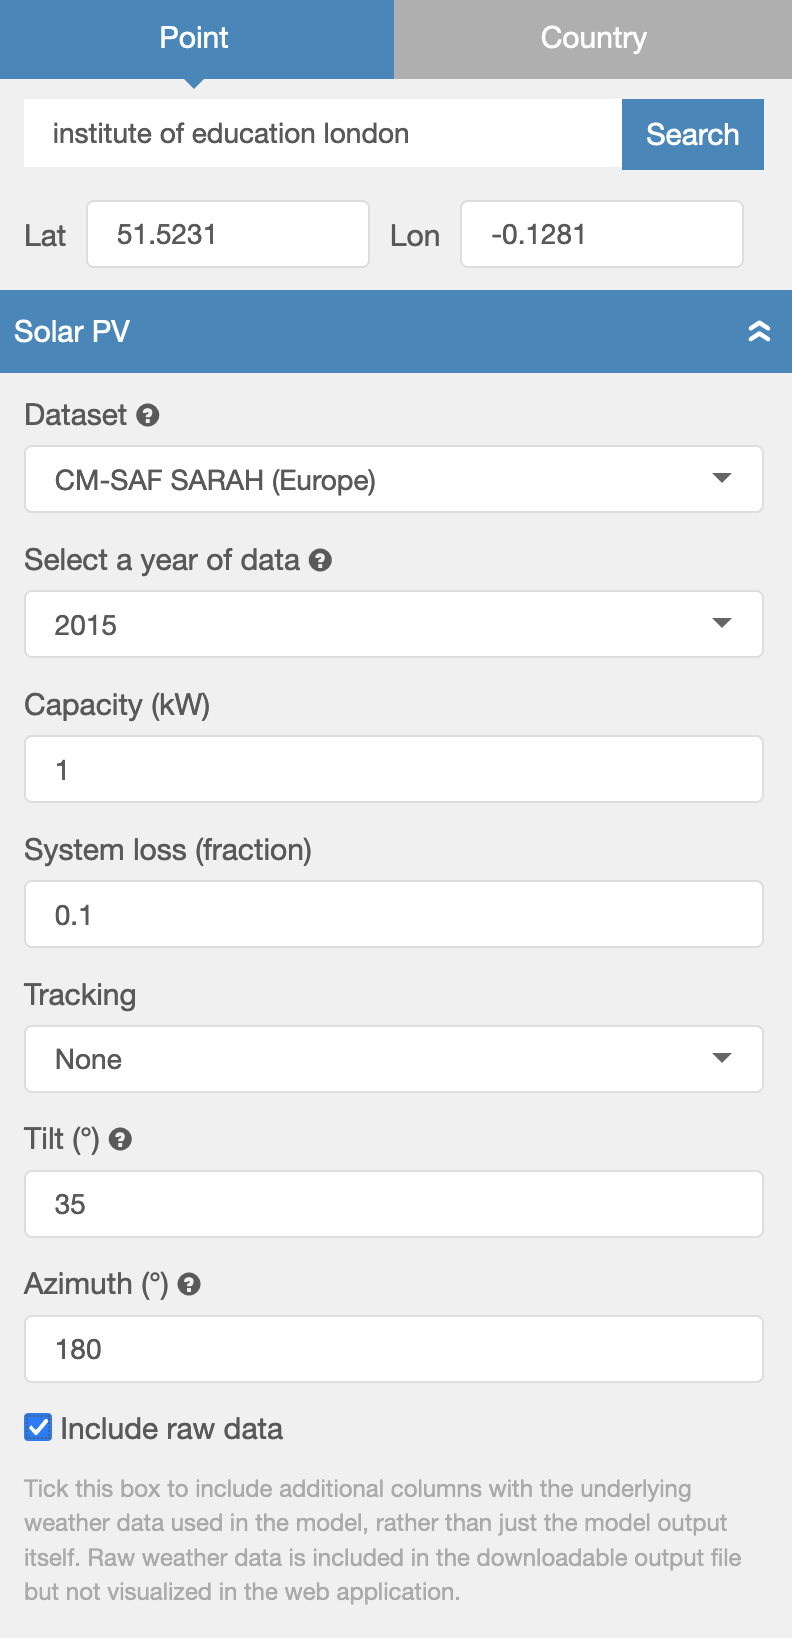 Point
Country
institute of education london
Search
Lat
51.5231
Lon
-0.1281
Solar PV
Dataset ?
CM-SAF SARAH (Europe)
Select a year of data ?
2015
Capacity (kW)
1
System loss (fraction)
0.1
Tracking
None
Tilt (°) ?
35
Azimuth (°) ?
180
Include raw data
Tick this box to include additional columns with the underlying
weather data used in the model, rather than just the model output
itself. Raw weather data is included in the downloadable output file
but not visualized in the web application.